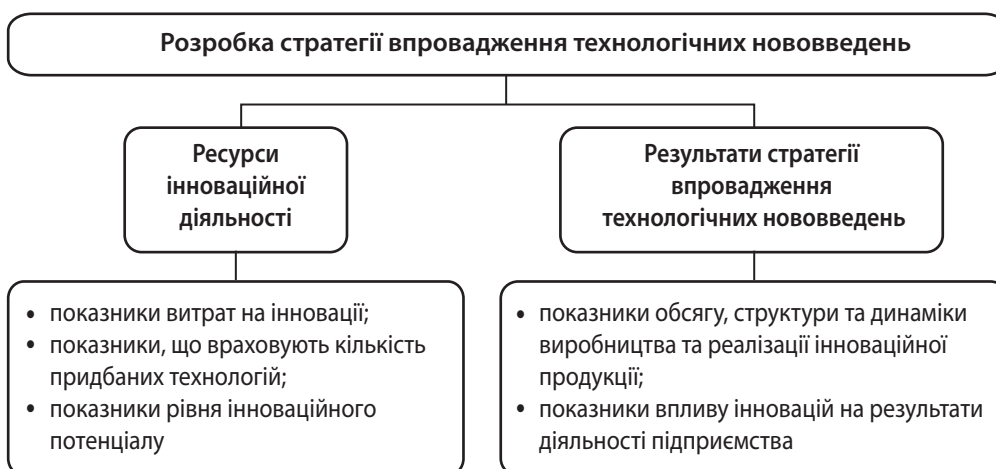 Розробка стратегії впровадження технологічних нововведень
Ресурси
інноваційної
діяльності
Результати стратегії
впровадження
технологічних нововведень
• показники витрат на інновації;
• показники, що враховують кількість
придбаних технологій;
• показники рівня інноваційного
потенціалу
• показники обсягу, структури та динаміки
виробництва та реалізації інноваційної
продукції;
• показники впливу інновацій на результати
діяльності підприємства